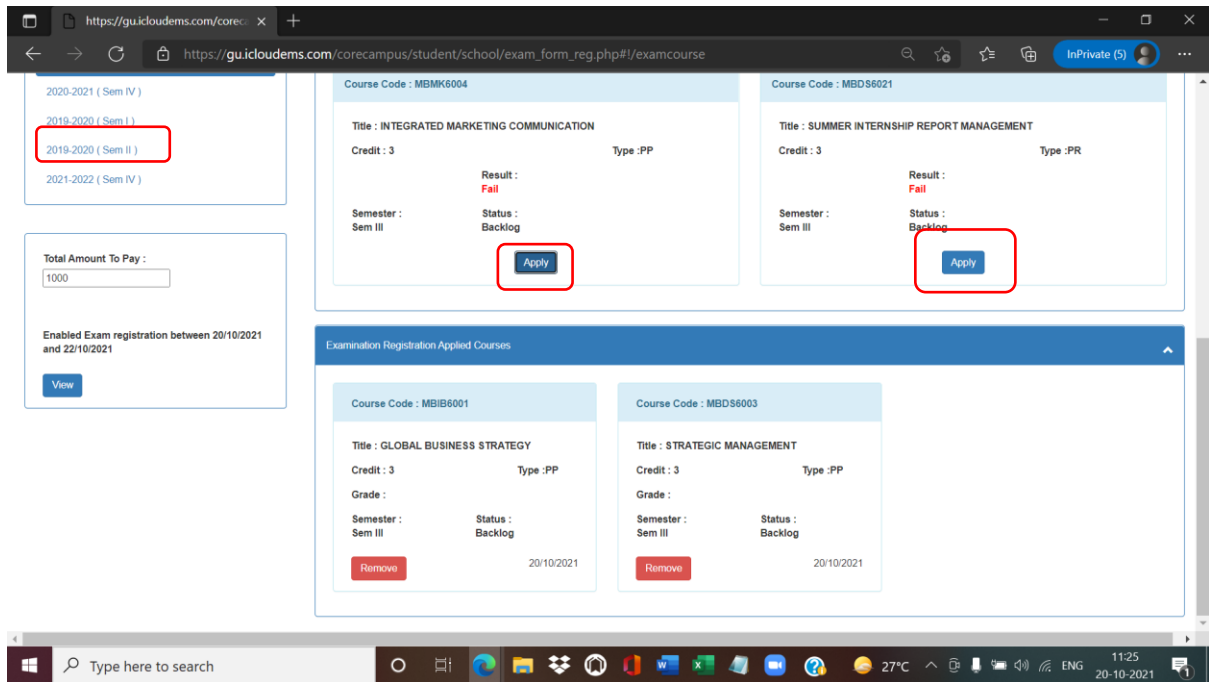 https://gu.icloudems.com/coreca
https://gu.icloudems.com/corecampus/student/school/exam_form_reg.php#!/examcourse
InPrivate (5)
2020-2021 ( Sem IV )
2019-2020 ( Sem I )
2019-2020 ( Sem II )
2021-2022 ( Sem IV )
Total Amount To Pay :
1000
Enabled Exam registration between 20/10/2021
and 22/10/2021
View
Course Code : MBMK6004
Title : INTEGRATED MARKETING COMMUNICATION
Credit : 3 Type :PP
Result :
Fail
Semester : Status :
Sem III Backlog
Apply
Course Code : MBDS6021
Title : SUMMER INTERNSHIP REPORT MANAGEMENT
Credit : 3 Type :PR
Result :
Fail
Semester : Status :
Sem III Backlog
Apply
Examination Registration Applied Courses
Course Code : MBIB6001
Title : GLOBAL BUSINESS STRATEGY
Credit : 3 Type :PP
Grade :
Semester : Status :
Sem III Backlog
Remove 20/10/2021
Course Code : MBDS6003
Title : STRATEGIC MANAGEMENT
Credit : 3 Type :PP
Grade :
Semester : Status :
Sem III Backlog
Remove 20/10/2021
Type here to search
27°C
ENG
11:25
20-10-2021